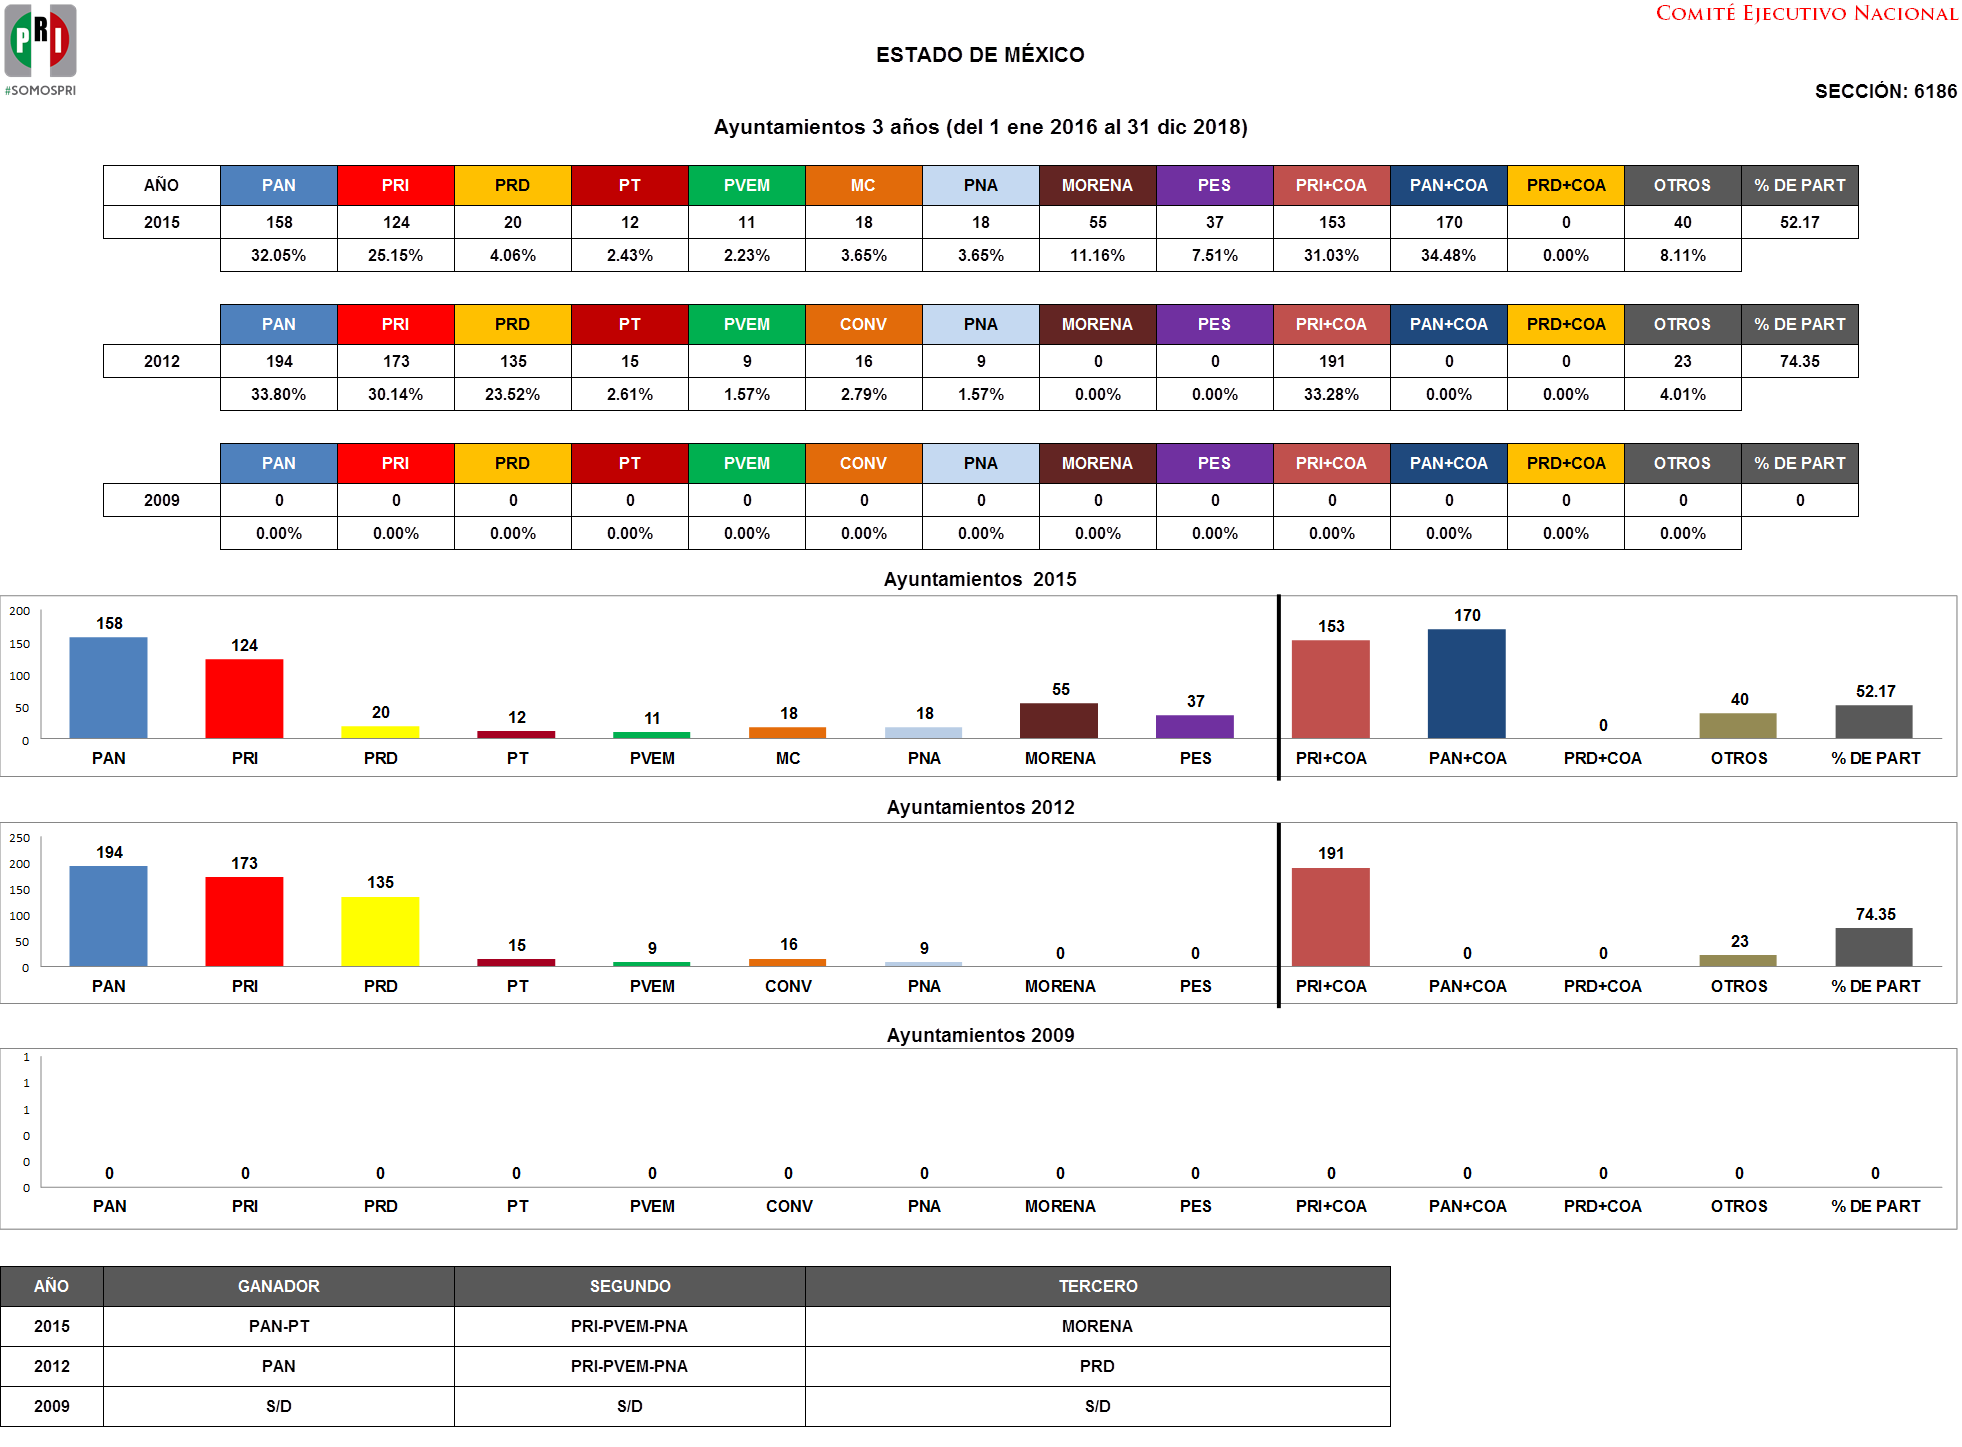 COMITÉ EJECUTIVO NACIONAL
PRI
#SOMOSPRI
ESTADO DE MÉXICO
SECCIÓN: 6186
Ayuntamientos 3 años (del 1 ene 2016 al 31 dic 2018)
AÑO PAN PRI PRD PT PVEM MC PNA MORENA PES PRI+COA PAN+COA PRD+COA OTROS % DE PART
2015 158 124 20 12 11 18 18 55 37 153 170 0 40 52.17
32.05% 25.15% 4.06% 2.43% 2.23% 3.65% 3.65% 11.16% 7.51% 31.03% 34.48% 0.00% 8.11%
PAN PRI PRD PT PVEM CONV PNA MORENA PES PRI+COA PAN+COA PRD+COA OTROS % DE PART
2012 194 173 135 15 9 16 9 0 0 191 0 0 23 74.35
33.80% 30.14% 23.52% 2.61% 1.57% 2.79% 1.57% 0.00% 0.00% 33.28% 0.00% 0.00% 4.01%
PAN PRI PRD PT PVEM CONV PNA MORENA PES PRI+COA PAN+COA PRD+COA OTROS % DE PART
2009 0 0 0 0 0 0 0 0 0 0 0 0 0 0
0.00% 0.00% 0.00% 0.00% 0.00% 0.00% 0.00% 0.00% 0.00% 0.00% 0.00% 0.00% 0.00%
Ayuntamientos 2015
200
150
100
50
0
158 124 20 12 11 18 18 55 37 153 170 0 40 52.17
PAN PRI PRD PT PVEM MC PNA MORENA PES PRI+COA PAN+COA PRD+COA OTROS % DE PART
Ayuntamientos 2012
250
200
150
100
50
0
194 173 135 15 9 16 9 0 0 191 0 0 23 74.35
PAN PRI PRD PT PVEM CONV PNA MORENA PES PRI+COA PAN+COA PRD+COA OTROS % DE PART
Ayuntamientos 2009
1
1
1
0
0
0
0 0 0 0 0 0 0 0 0 0 0 0 0 0
PAN PRI PRD PT PVEM CONV PNA MORENA PES PRI+COA PAN+COA PRD+COA OTROS % DE PART
AÑO GANADOR SEGUNDO TERCERO
2015 PAN-PT PRI-PVEM-PNA MORENA
2012 PAN PRI-PVEM-PNA PRD
2009 S/D S/D S/D